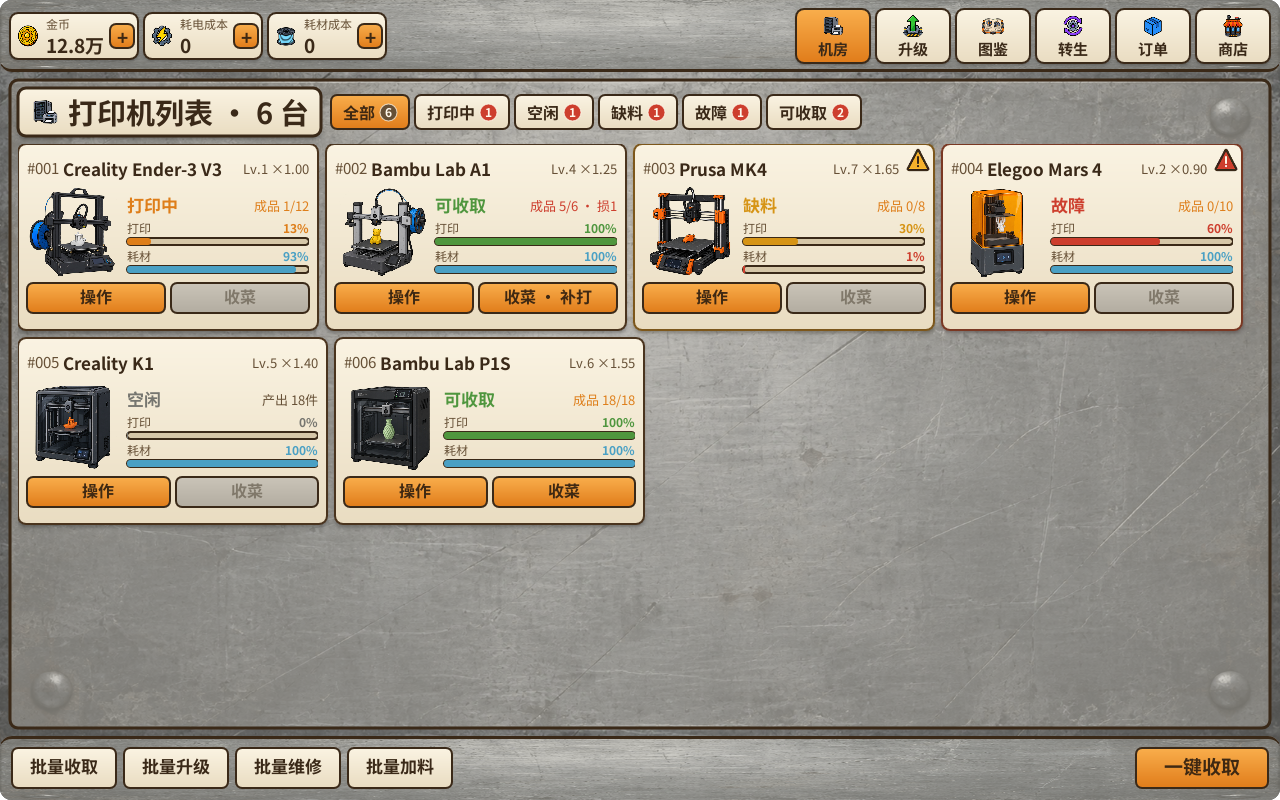 金币
12.8万
+
耗电成本
0
+
耗材成本
0
+
机房
升级
图鉴
转生
订单
商店
打印机列表 · 6 台
全部 6
打印中 1
空闲 1
缺料 1
故障 1
可收取 2
#001 Creality Ender-3 V3 Lv.1 ×1.00
打印中 成品 1/12
打印 13%
耗材 93%
操作 收菜
#002 Bambu Lab A1 Lv.4 ×1.25
可收取 成品 5/6 · 损1
打印 100%
耗材 100%
操作 收菜 · 补打
#003 Prusa MK4 Lv.7 ×1.65
缺料 成品 0/8
打印 30%
耗材 1%
操作 收菜
#004 Elegoo Mars 4 Lv.2 ×0.90
故障 成品 0/10
打印 60%
耗材 100%
操作 收菜
#005 Creality K1 Lv.5 ×1.40
空闲 产出 18件
打印 0%
耗材 100%
操作 收菜
#006 Bambu Lab P1S Lv.6 ×1.55
可收取 成品 18/18
打印 100%
耗材 100%
操作 收菜
批量收取
批量升级
批量维修
批量加料
一键收取